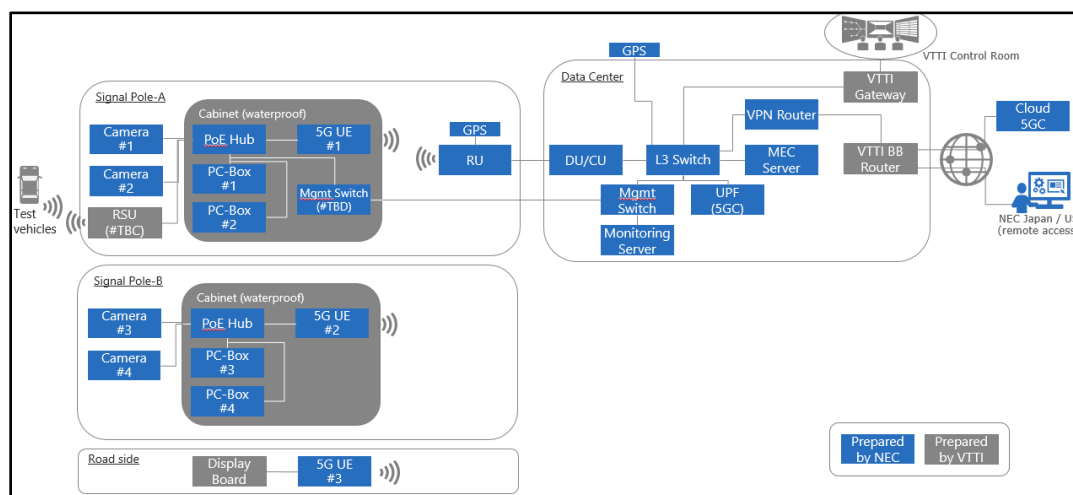 VTTI Control Room
GPS
Data Center
VTTI
Gateway
Cloud
5GC
VPN Router
VTTI BB
Router
DU/CU
L3 Switch
MEC
Server
Mgmt
Switch
UPF
(5GC)
Monitoring
Server
NEC Japan / US
(remote access
Signal Pole-A
Cabinet (waterproof)
Camera
#1
Camera
#2
RSU
(#TBC)
Test
vehicles
PoE Hub
5G UE
#1
PC-Box
#1
PC-Box
#2
Mgmt Switch
(#TBD)
GPS
RU
Signal Pole-B
Cabinet (waterproof)
Camera
#3
Camera
#4
PoE Hub
5G UE
#2
PC-Box
#3
PC-Box
#4
Road side
Display
Board
5G UE
#3
Prepared
by NEC
Prepared
by VTTI